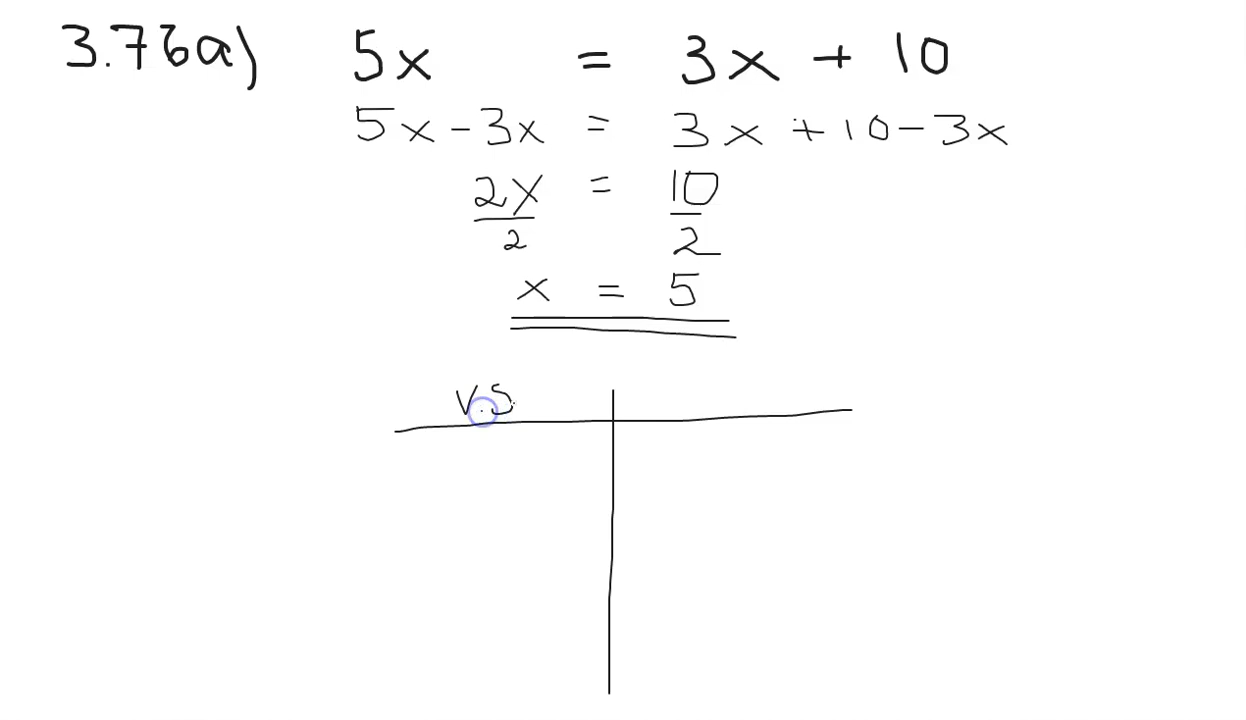 3.76a) 5x = 3x + 10
5x - 3x = 3x + 10 - 3x
2x/2 = 10/2
x = 5
V.S.